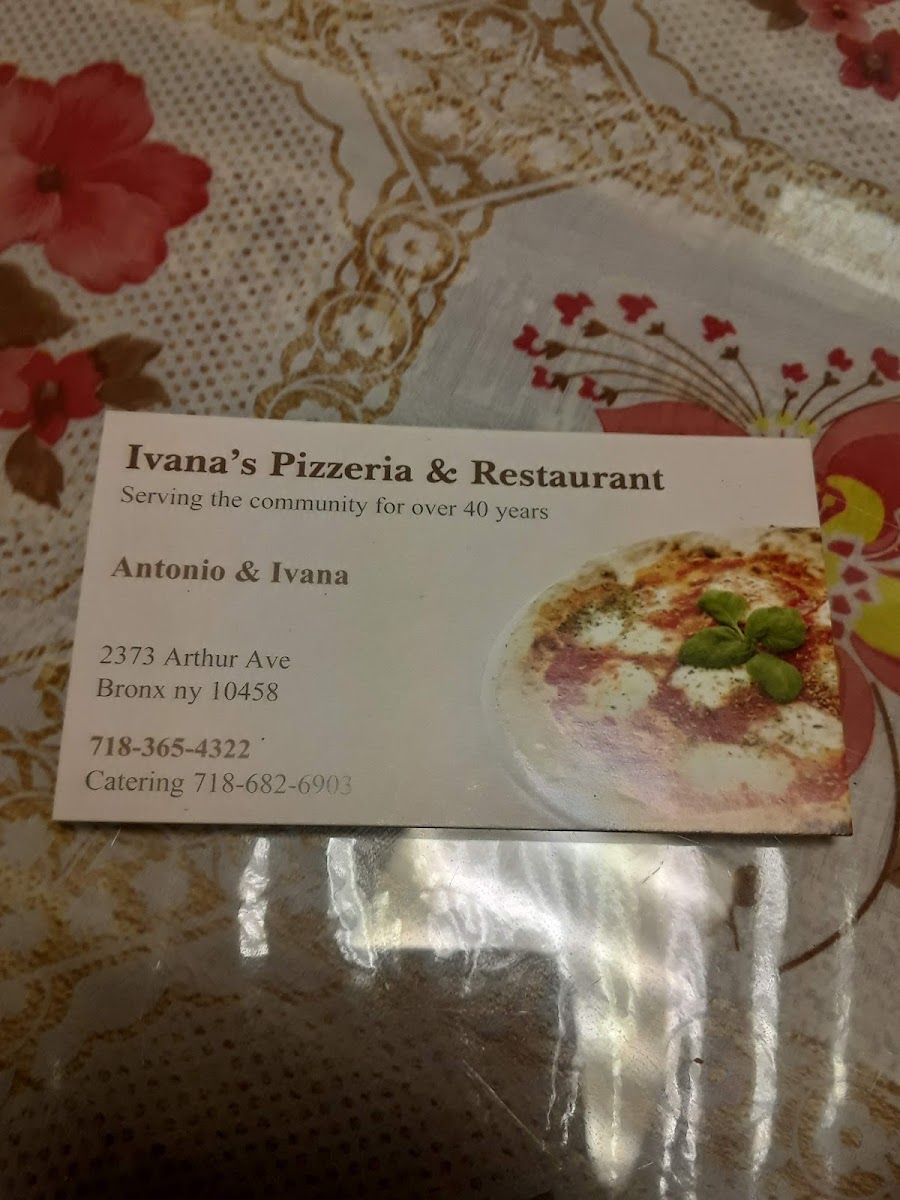 Ivana's Pizzeria & Restaurant
Serving the community for over 40 years
Antonio & Ivana
2373 Arthur Ave
Bronx ny 10458
718-365-4322
Catering 718-682-6903